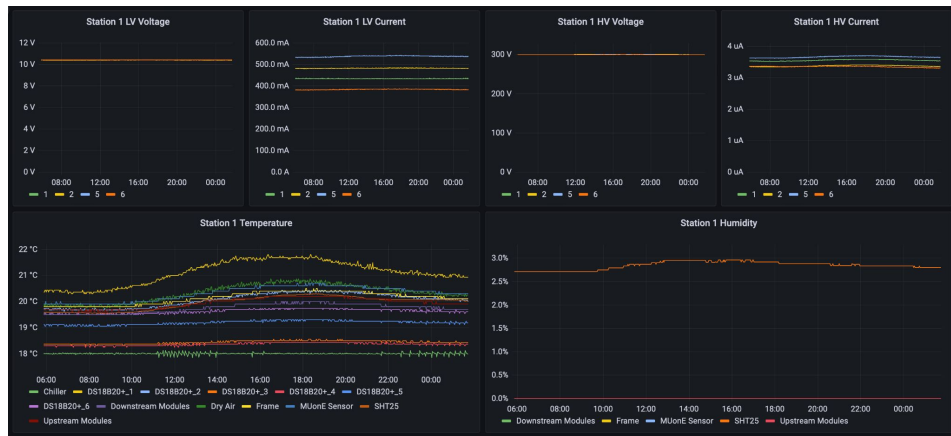 Station 1 LV Voltage
12 V
10 V
8 V
6 V
4 V
2 V
0 V
08:00 12:00 16:00 20:00 00:00
1 2 5 6
Station 1 LV Current
600.0 mA
500.0 mA
400.0 mA
300.0 mA
200.0 mA
100.0 mA
0.0 A
08:00 12:00 16:00 20:00 00:00
1 2 5 6
Station 1 HV Voltage
300 V
200 V
100 V
0 V
08:00 12:00 16:00 20:00 00:00
1 2 5 6
Station 1 HV Current
4 uA
3 uA
2 uA
1 uA
0 uA
08:00 12:00 16:00 20:00 00:00
1 2 5 6
Station 1 Temperature
22 °C
21 °C
20 °C
19 °C
18 °C
06:00 08:00 10:00 12:00 14:00 16:00 18:00 20:00 22:00 00:00
Chiller DS18B20+_1 DS18B20+_2 DS18B20+_3 DS18B20+_4 DS18B20+_5
DS18B20+_6 Downstream Modules Dry Air Frame MUonE Sensor SHT25
Upstream Modules
Station 1 Humidity
3.0%
2.5%
2.0%
1.5%
1.0%
0.5%
0.0%
06:00 08:00 10:00 12:00 14:00 16:00 18:00 20:00 22:00 00:00
Downstream Modules Frame MUonE Sensor SHT25 Upstream Modules